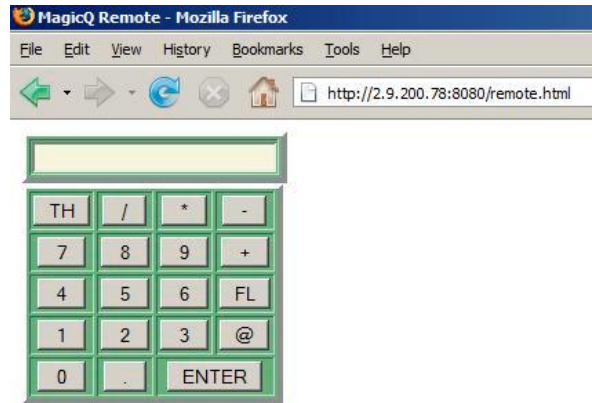 MagicQ Remote - Mozilla Firefox
File Edit View History Bookmarks Tools Help
http://2.9.200.78:8080/remote.html
TH / * -
7 8 9 +
4 5 6 FL
1 2 3 @
0 . ENTER